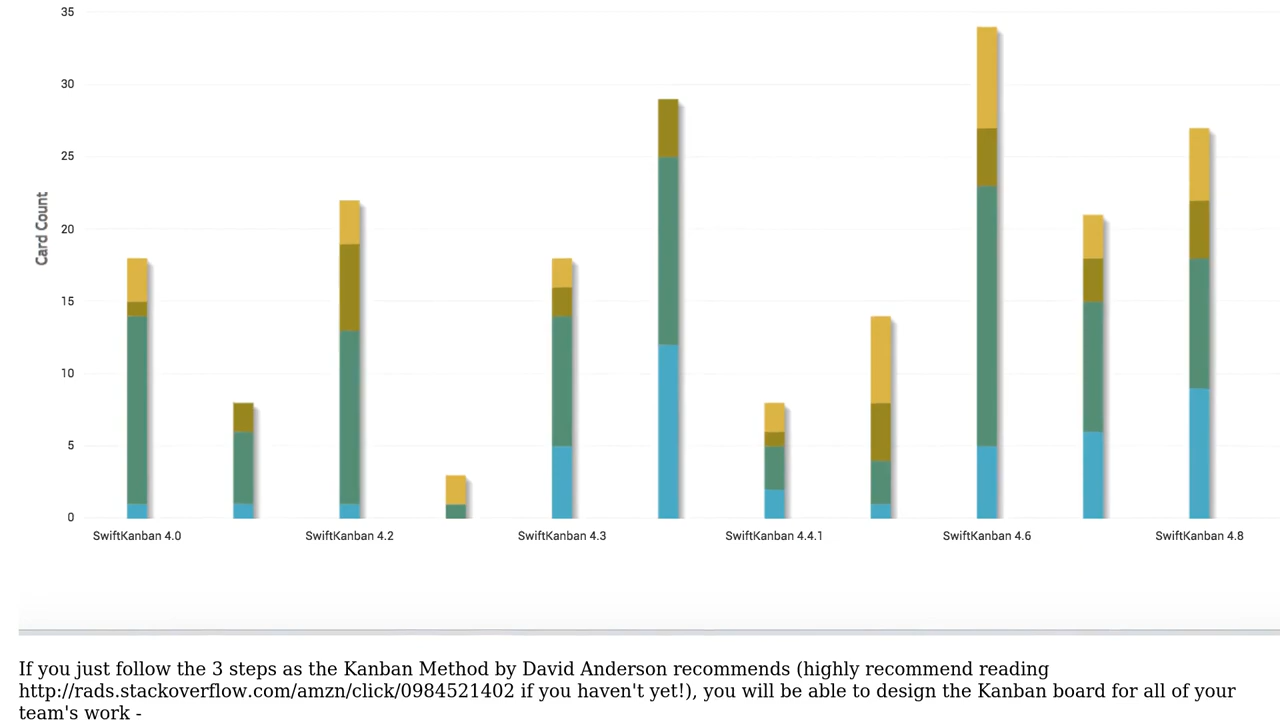 35
30
25
20
15
10
5
0
Card Count
SwiftKanban 4.0 SwiftKanban 4.2 SwiftKanban 4.3 SwiftKanban 4.4.1 SwiftKanban 4.6 SwiftKanban 4.8
If you just follow the 3 steps as the Kanban Method by David Anderson recommends (highly recommend reading
http://rads.stackoverflow.com/amzn/click/0984521402 if you haven't yet!), you will be able to design the Kanban board for all of your
team's work -